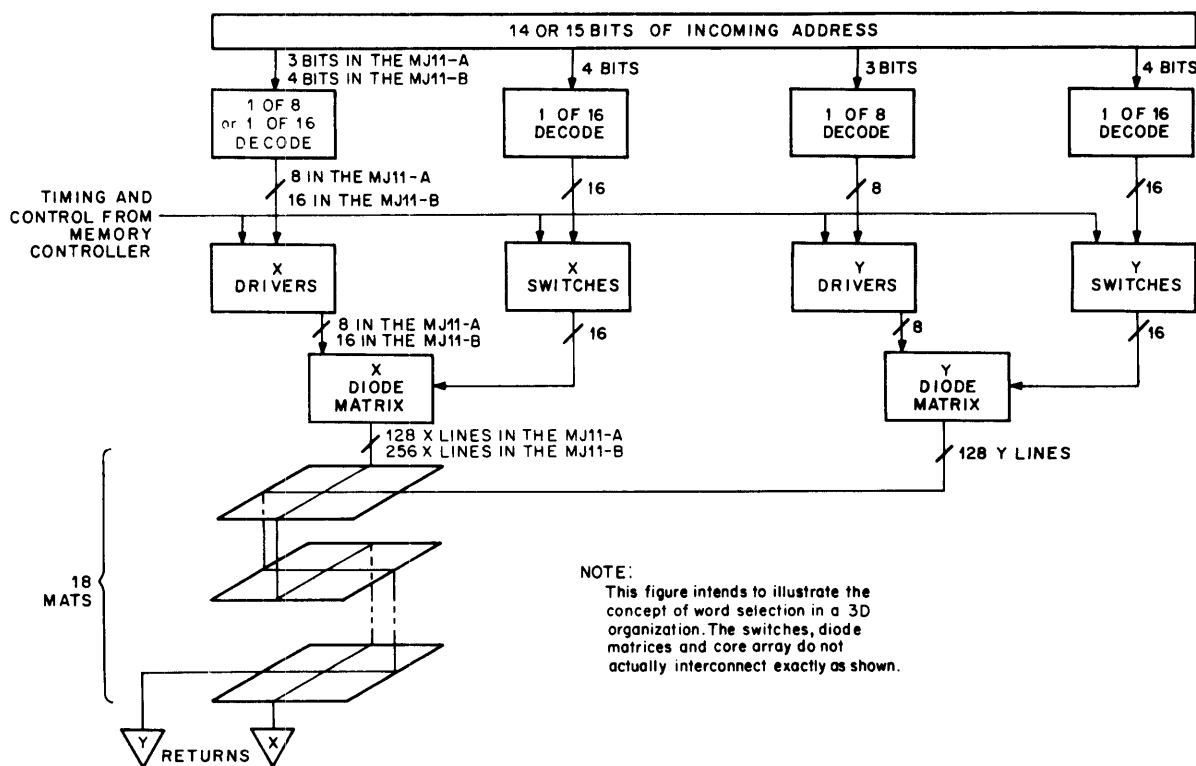 14 OR 15 BITS OF INCOMING ADDRESS
3 BITS IN THE MJ11-A
4 BITS IN THE MJ11-B
4 BITS
3 BITS
4 BITS
1 OF 8
or 1 OF 16
DECODE
1 OF 16
DECODE
1 OF 8
DECODE
1 OF 16
DECODE
8 IN THE MJ11-A
16 IN THE MJ11-B
16
8
16
TIMING AND
CONTROL FROM
MEMORY
CONTROLLER
X
DRIVERS
X
SWITCHES
Y
DRIVERS
Y
SWITCHES
8 IN THE MJ11-A
16 IN THE MJ11-B
16
8
16
X
DIODE
MATRIX
Y
DIODE
MATRIX
128 X LINES IN THE MJ11-A
256 X LINES IN THE MJ11-B
128 Y LINES
18
MATS
NOTE:
This figure intends to illustrate the
concept of word selection in a 3D
organization. The switches, diode
matrices and core array do not
actually interconnect exactly as shown.
Y RETURNS X